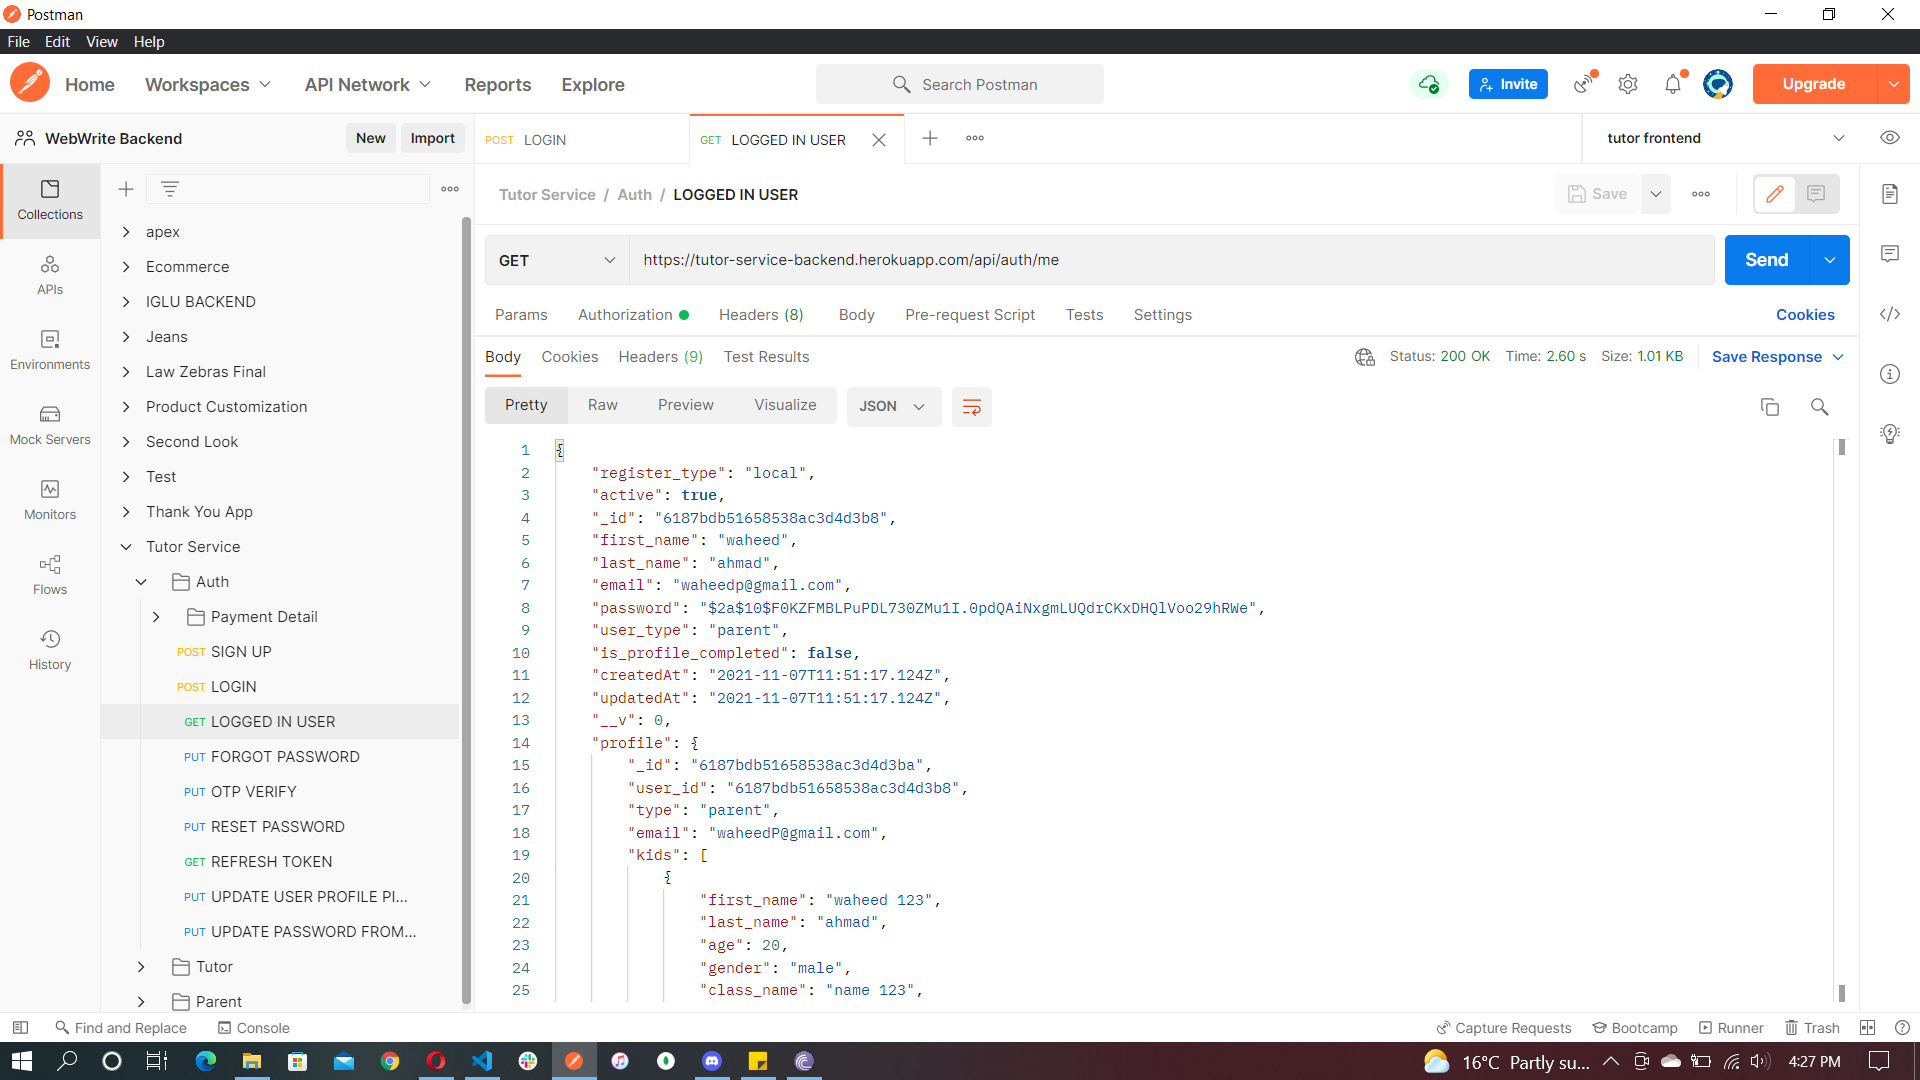 Postman
File Edit View Help
Home Workspaces API Network Reports Explore Search Postman Invite Upgrade
WebWrite Backend New Import
POST LOGIN GET LOGGED IN USER tutor frontend
Collections
APIs
Environments
Mock Servers
Monitors
Flows
History
apex
Ecommerce
IGLU BACKEND
Jeans
Law Zebras Final
Product Customization
Second Look
Test
Thank You App
Tutor Service
Auth
Payment Detail
POST SIGN UP
POST LOGIN
GET LOGGED IN USER
PUT FORGOT PASSWORD
PUT OTP VERIFY
PUT RESET PASSWORD
GET REFRESH TOKEN
PUT UPDATE USER PROFILE PI...
PUT UPDATE PASSWORD FROM...
Tutor
Parent
Tutor Service / Auth / LOGGED IN USER Save
GET https://tutor-service-backend.herokuapp.com/api/auth/me Send
Params Authorization Headers (8) Body Pre-request Script Tests Settings Cookies
Body Cookies Headers (9) Test Results Status: 200 OK Time: 2.60 s Size: 1.01 KB Save Response
Pretty Raw Preview Visualize JSON
1 {
2 "register_type": "local",
3 "active": true,
4 "_id": "6187bdb51658538ac3d4d3b8",
5 "first_name": "waheed",
6 "last_name": "ahmad",
7 "email": "waheedp@gmail.com",
8 "password": "$2a$10$F0KZFMBLPuPDL730ZMu1I.0pdQAiNxgmLUQdrCKxDHQlVoo29hRWe",
9 "user_type": "parent",
10 "is_profile_completed": false,
11 "createdAt": "2021-11-07T11:51:17.124Z",
12 "updatedAt": "2021-11-07T11:51:17.124Z",
13 "__v": 0,
14 "profile": {
15 "_id": "6187bdb51658538ac3d4d3ba",
16 "user_id": "6187bdb51658538ac3d4d3b8",
17 "type": "parent",
18 "email": "waheedP@gmail.com",
19 "kids": [
20 {
21 "first_name": "waheed 123",
22 "last_name": "ahmad",
23 "age": 20,
24 "gender": "male",
25 "class_name": "name 123",
Find and Replace Console Capture Requests Bootcamp Runner Trash
16°C Partly su... 4:27 PM